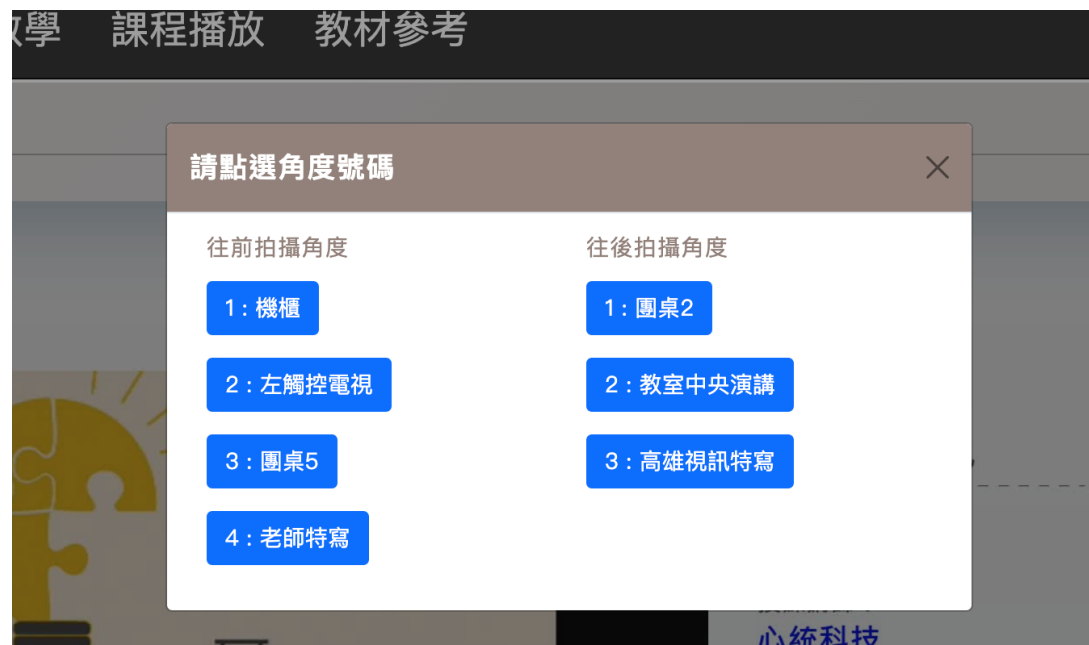 學 課程播放 教材參考
請點選角度號碼
往前拍攝角度
1 : 機櫃
2 : 左觸控電視
3 : 團桌5
4 : 老師特寫
往後拍攝角度
1 : 團桌2
2 : 教室中央演講
3 : 高雄視訊特寫
心統科技